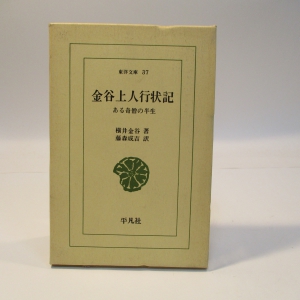 東洋文庫 37
金谷上人行状記
ある奇僧の半生
横井金谷 著
藤森成吉 訳
平凡社